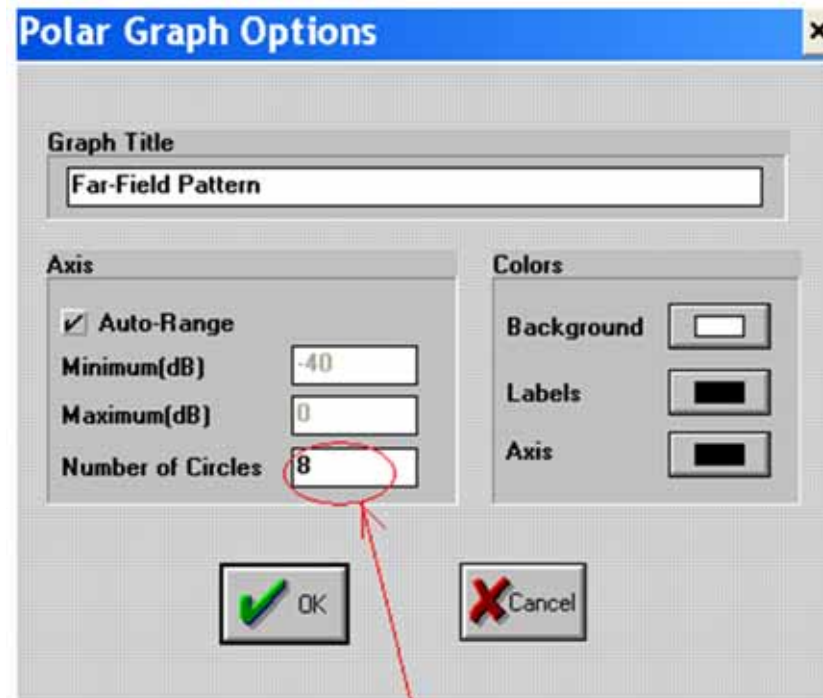 Polar Graph Options
Graph Title
Far-Field Pattern
Axis
Auto-Range
Minimum(dB)
-40
Maximum(dB)
0
Number of Circles
8
Colors
Background
Labels
Axis
OK
Cancel